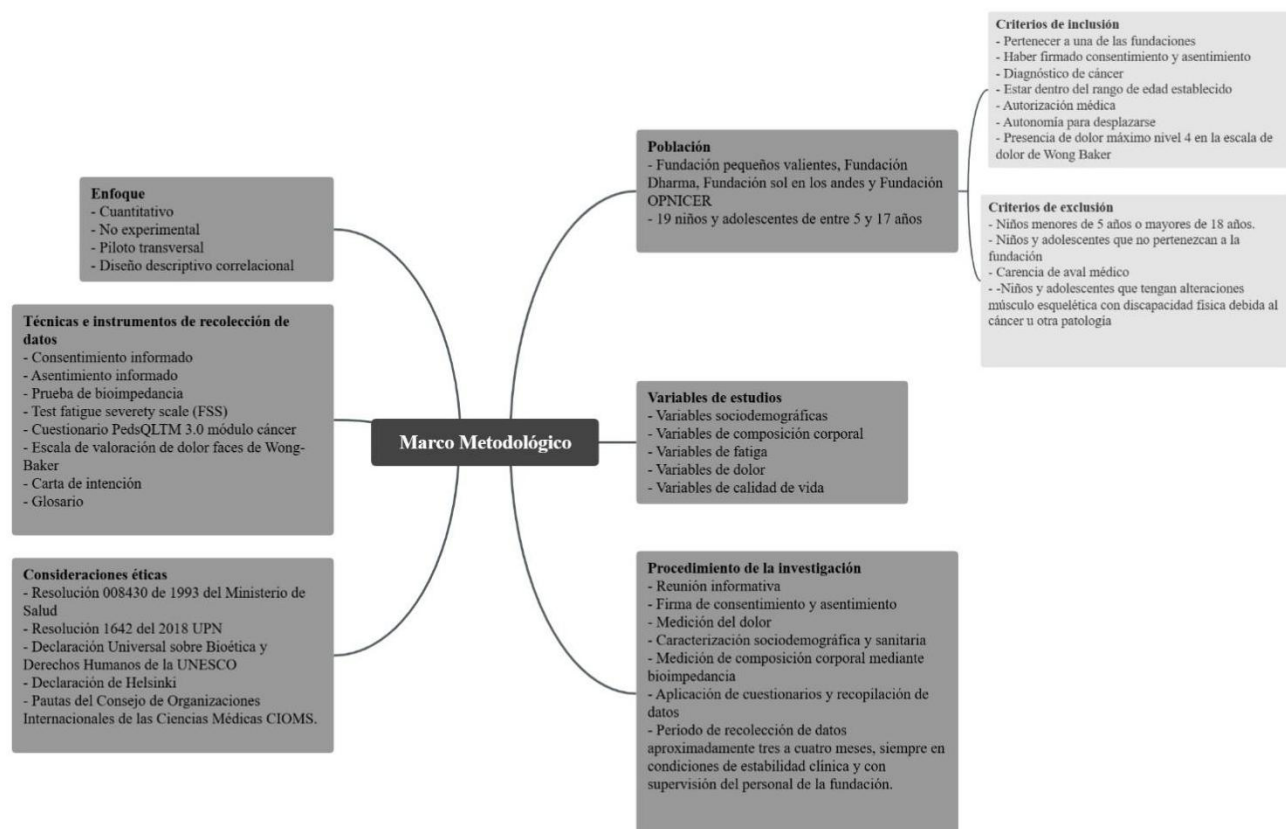 Marco Metodológico
Enfoque
- Cuantitativo
- No experimental
- Piloto transversal
- Diseño descriptivo correlacional
Técnicas e instrumentos de recolección de
datos
- Consentimiento informado
- Asentimiento informado
- Prueba de bioimpedancia
- Test fatigue severety scale (FSS)
- Cuestionario PedsQLTM 3.0 módulo cáncer
- Escala de valoración de dolor faces de Wong-
Baker
- Carta de intención
- Glosario
Consideraciones éticas
- Resolución 008430 de 1993 del Ministerio de
Salud
- Resolución 1642 del 2018 UPN
- Declaración Universal sobre Bioética y
Derechos Humanos de la UNESCO
- Declaración de Helsinki
- Pautas del Consejo de Organizaciones
Internacionales de las Ciencias Médicas CIOMS.
Población
- Fundación pequeños valientes, Fundación
Dharma, Fundación sol en los andes y Fundación
OPNICER
- 19 niños y adolescentes de entre 5 y 17 años
Criterios de inclusión
- Pertenecer a una de las fundaciones
- Haber firmado consentimiento y asentimiento
- Diagnóstico de cáncer
- Estar dentro del rango de edad establecido
- Autorización médica
- Autonomía para desplazarse
- Presencia de dolor máximo nivel 4 en la escala de
dolor de Wong Baker
Criterios de exclusión
- Niños menores de 5 años o mayores de 18 años.
- Niños y adolescentes que no pertenezcan a la
fundación
- Carencia de aval médico
- -Niños y adolescentes que tengan alteraciones
músculo esquelética con discapacidad física debida al
cáncer u otra patología
Variables de estudios
- Variables sociodemográficas
- Variables de composición corporal
- Variables de fatiga
- Variables de dolor
- Variables de calidad de vida
Procedimiento de la investigación
- Reunión informativa
- Firma de consentimiento y asentimiento
- Medición del dolor
- Caracterización sociodemográfica y sanitaria
- Medición de composición corporal mediante
bioimpedancia
- Aplicación de cuestionarios y recopilación de
datos
- Periodo de recolección de datos
aproximadamente tres a cuatro meses, siempre en
condiciones de estabilidad clínica y con
supervisión del personal de la fundación.